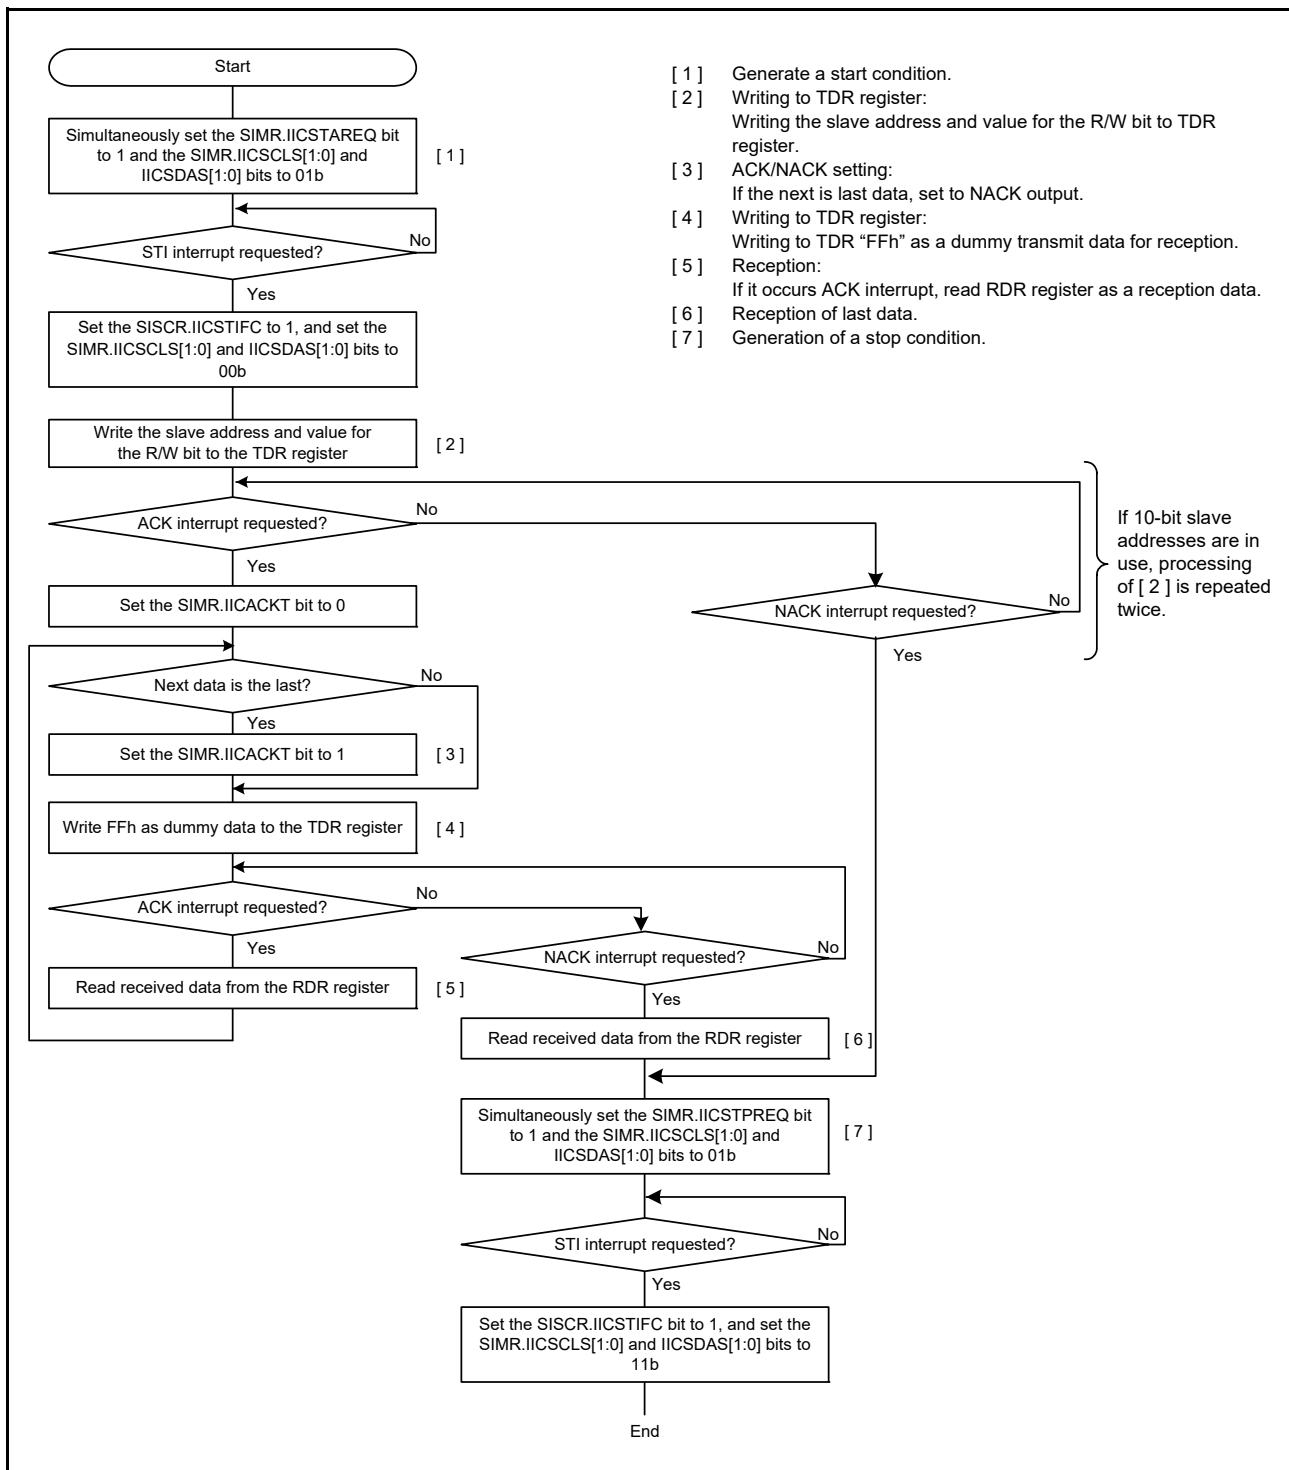 Start
Simultaneously set the SIMR.IICSTAREQ bit
to 1 and the SIMR.IICSCLS[1:0] and
IICSDAS[1:0] bits to 01b
[ 1 ]
STI interrupt requested?
No
Yes
Set the SISCR.IICSTIFC to 1, and set the
SIMR.IICSCLS[1:0] and IICSDAS[1:0] bits to
00b
Write the slave address and value for
the R/W bit to the TDR register
[ 2 ]
ACK interrupt requested?
No
Yes
Set the SIMR.IICACKT bit to 0
Next data is the last?
No
Yes
Set the SIMR.IICACKT bit to 1
[ 3 ]
Write FFh as dummy data to the TDR register
[ 4 ]
ACK interrupt requested?
No
Yes
Read received data from the RDR register
[ 5 ]
[ 1 ] Generate a start condition.
[ 2 ] Writing to TDR register:
Writing the slave address and value for the R/W bit to TDR
register.
[ 3 ] ACK/NACK setting:
If the next is last data, set to NACK output.
[ 4 ] Writing to TDR register:
Writing to TDR “FFh” as a dummy transmit data for reception.
[ 5 ] Reception:
If it occurs ACK interrupt, read RDR register as a reception data.
[ 6 ] Reception of last data.
[ 7 ] Generation of a stop condition.
NACK interrupt requested?
No
Yes
If 10-bit slave
addresses are in
use, processing
of [ 2 ] is repeated
twice.
NACK interrupt requested?
No
Yes
Read received data from the RDR register
[ 6 ]
Simultaneously set the SIMR.IICSTPREQ bit
to 1 and the SIMR.IICSCLS[1:0] and
IICSDAS[1:0] bits to 01b
[ 7 ]
STI interrupt requested?
No
Yes
Set the SISCR.IICSTIFC bit to 1, and set the
SIMR.IICSCLS[1:0] and IICSDAS[1:0] bits to
11b
End